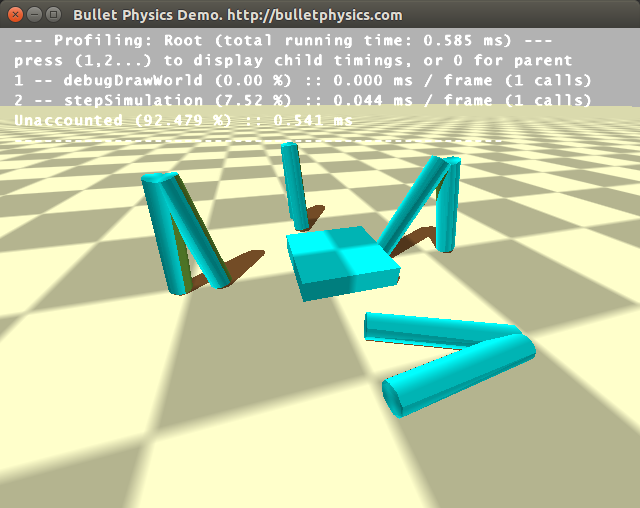 Bullet Physics Demo. http://bulletphysics.com
--- Profiling: Root (total running time: 0.585 ms) ---
press (1,2...) to display child timings, or 0 for parent
1 -- debugDrawWorld (0.00 %) :: 0.000 ms / frame (1 calls)
2 -- stepSimulation (7.52 %) :: 0.044 ms / frame (1 calls)
Unaccounted (92.479 %) :: 0.541 ms